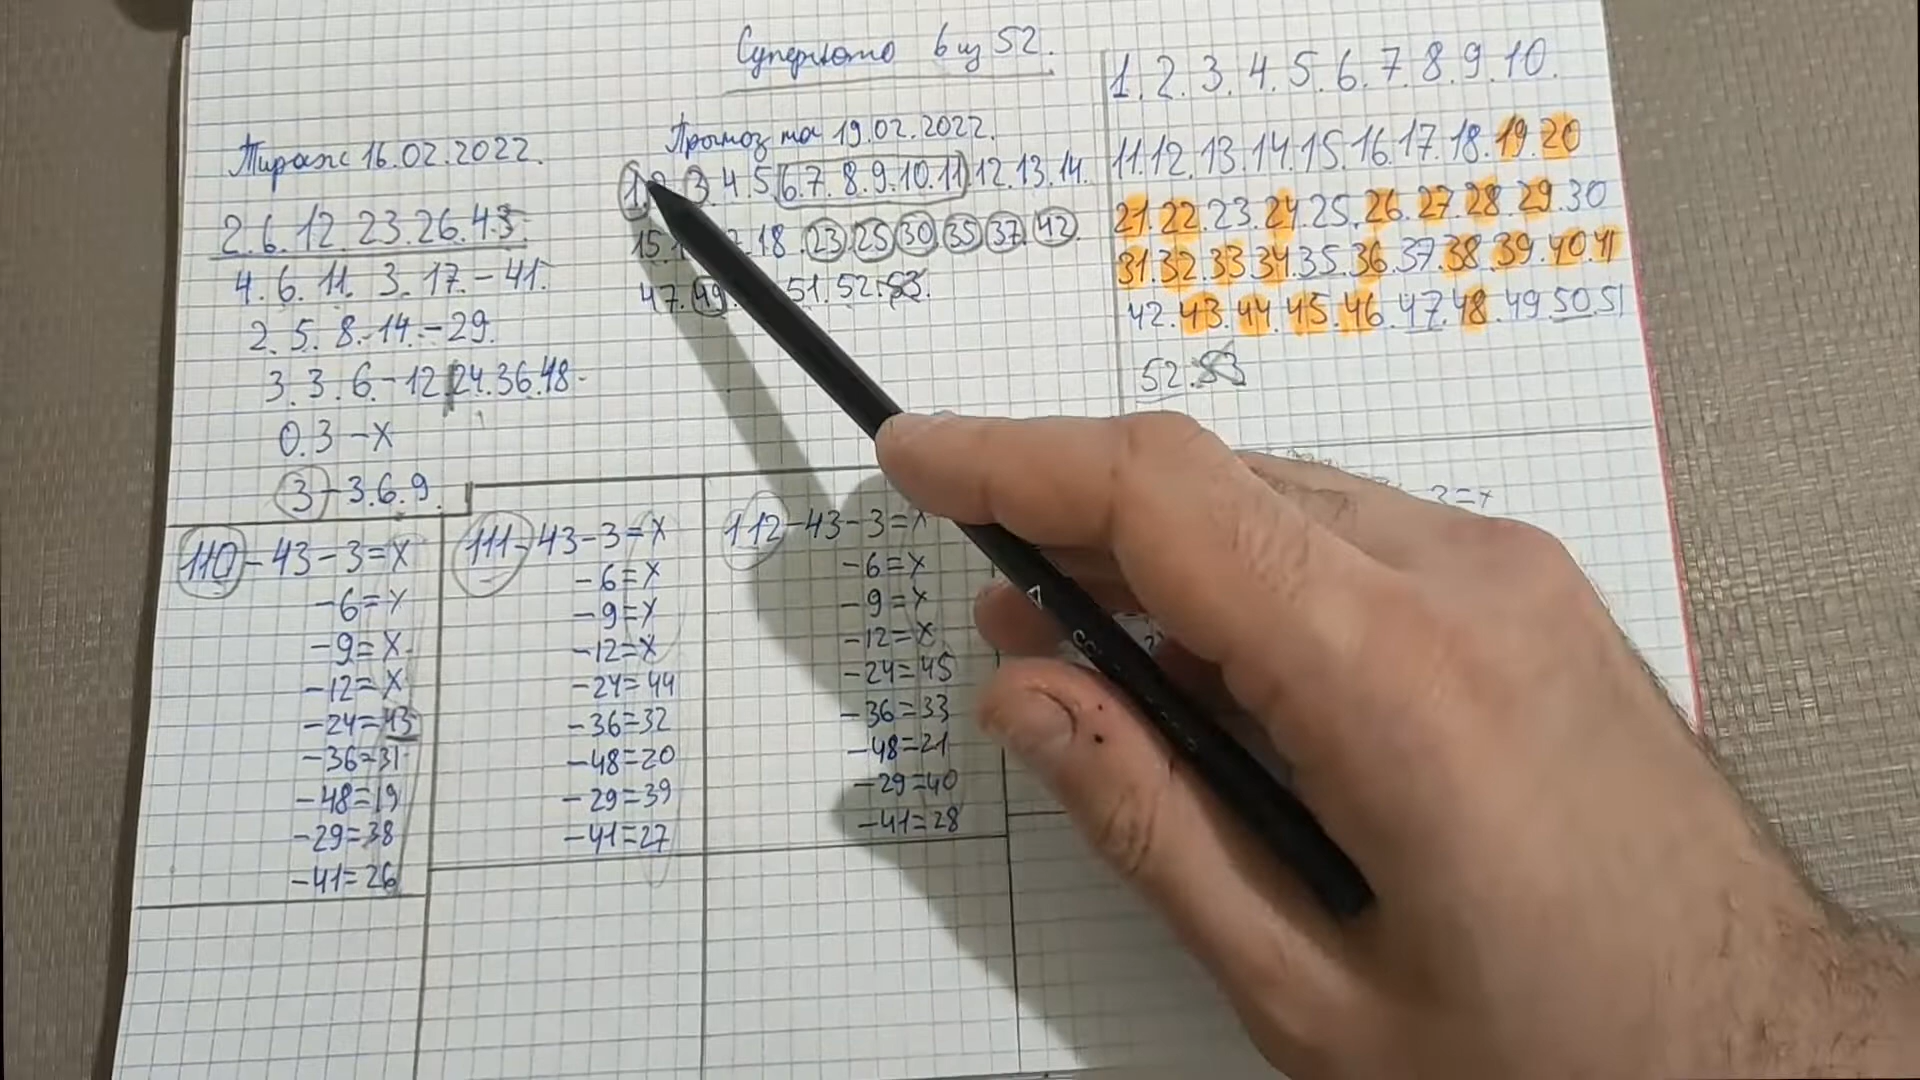 Суперлото 6 из 52.
Тираж 16.02.2022.
2.6.12.23.26.43.
4.6.11.3.17.-41.
2.5.8.-14.-29.
3.3.6-12.24.36.48-
0.3-X
3-3.6.9.
Прогноз на 19.02.2022.
1.2.3.4.5.6.7.8.9.10.11.12.13.14.
15. 18.23.25.30.35.37.42
47.49. 51.52.53.
1.2.3.4.5.6.7.8.9.10.
11.12.13.14.15.16.17.18.19.20
21.22.23.24.25.26.27.28.29.30
31.32.33.34.35.36.37.38.39.40.41
42.43.44.45.46.47.48.49.50.51
52.53
110-43-3=X
-6=X
-9=X
-12=X
-24=43
-36=31
-48=19
-29=38
-41=26
111-43-3=X
-6=X
-9=X
-12=X
-24=44
-36=32
-48=20
-29=39
-41=27
112-43-3=X
-6=X
-9=X
-12=X
-24=45
-36=33
-48=21
-29=40
-41=28